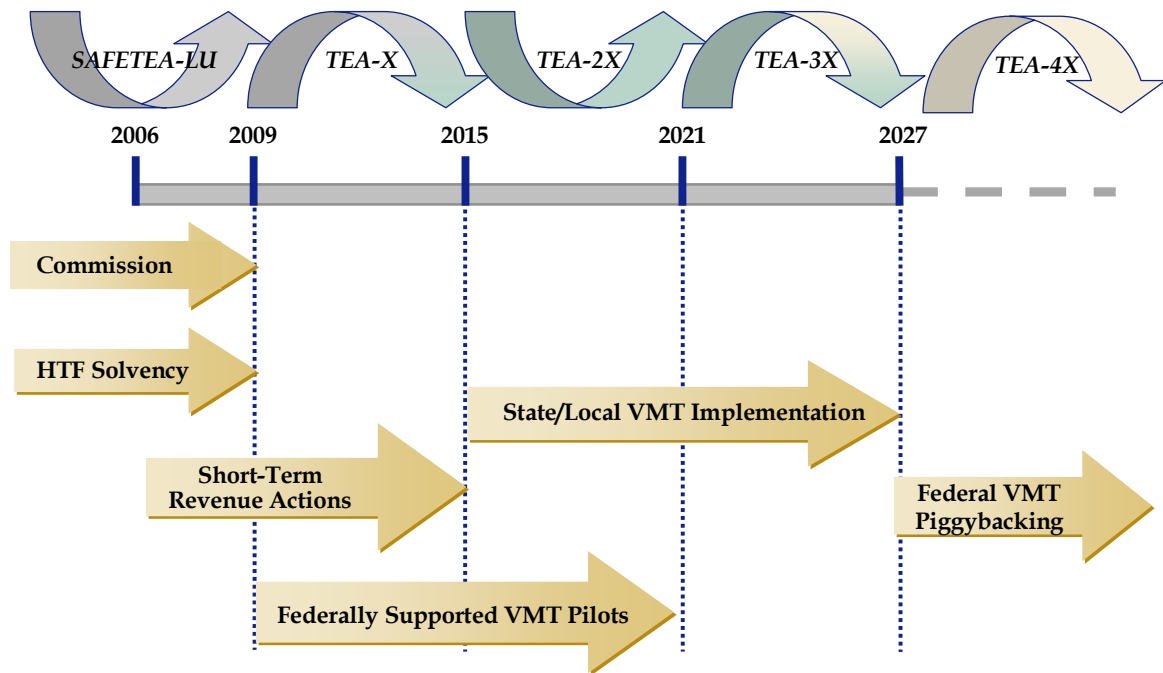 SAFETEA-LU
TEA-X
TEA-2X
TEA-3X
TEA-4X
2006
2009
2015
2021
2027
Commission
HTF Solvency
State/Local VMT Implementation
Short-Term
Revenue Actions
Federal VMT
Piggybacking
Federally Supported VMT Pilots